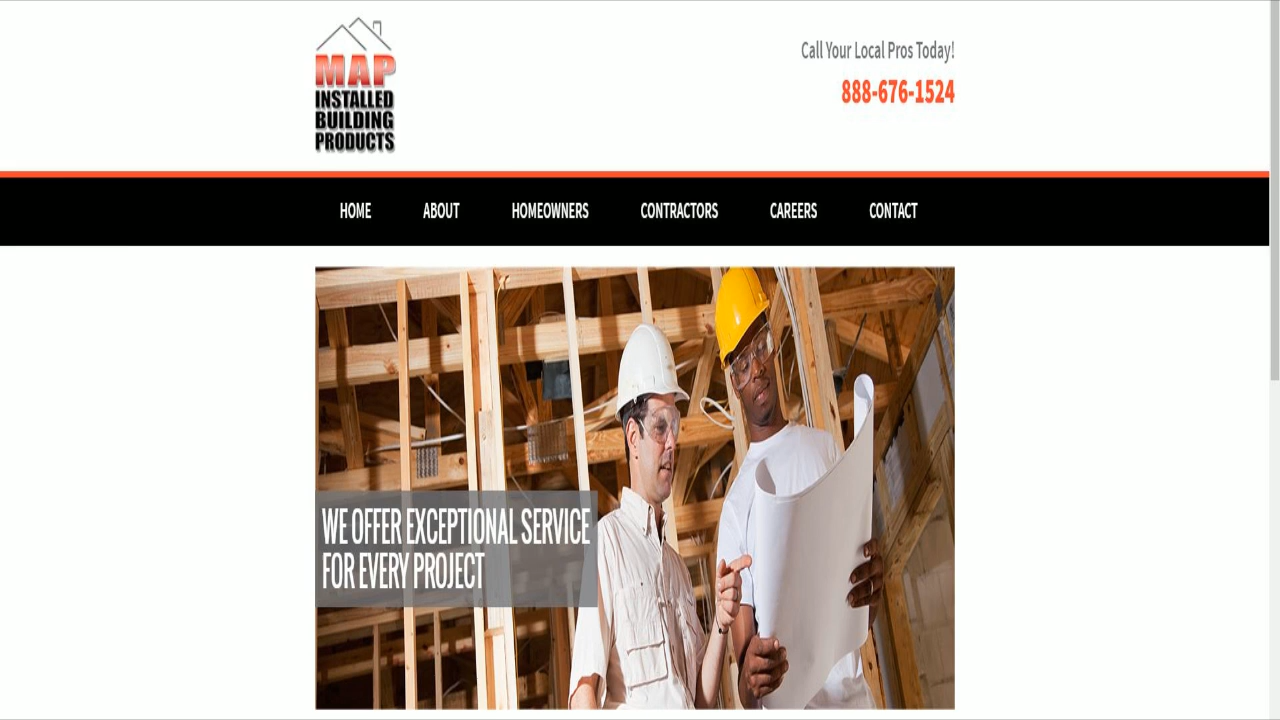 MAP
INSTALLED
BUILDING
PRODUCTS
Call Your Local Pros Today!
888-676-1524
HOME ABOUT HOMEOWNERS CONTRACTORS CAREERS CONTACT
WE OFFER EXCEPTIONAL SERVICE
FOR EVERY PROJECT